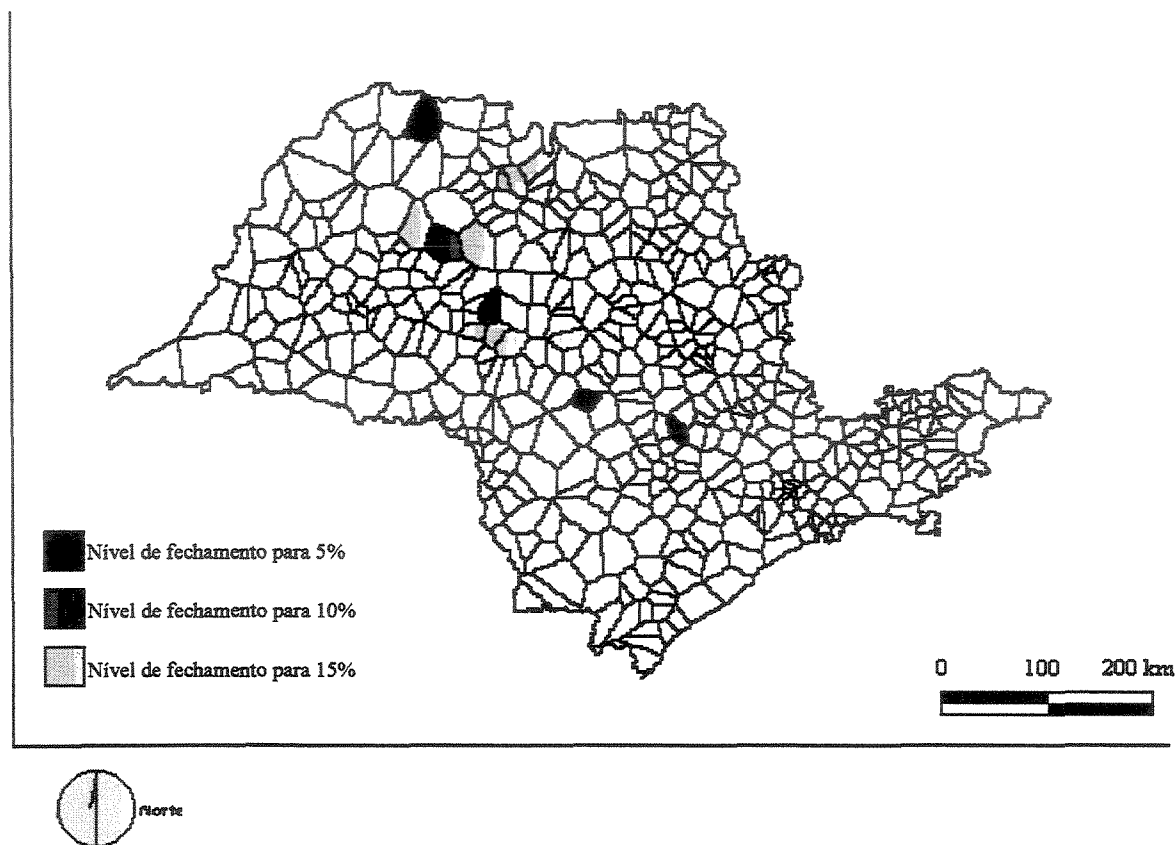 Nível de fechamento para 5%
Nível de fechamento para 10%
Nível de fechamento para 15%
0 100 200 km
Norte